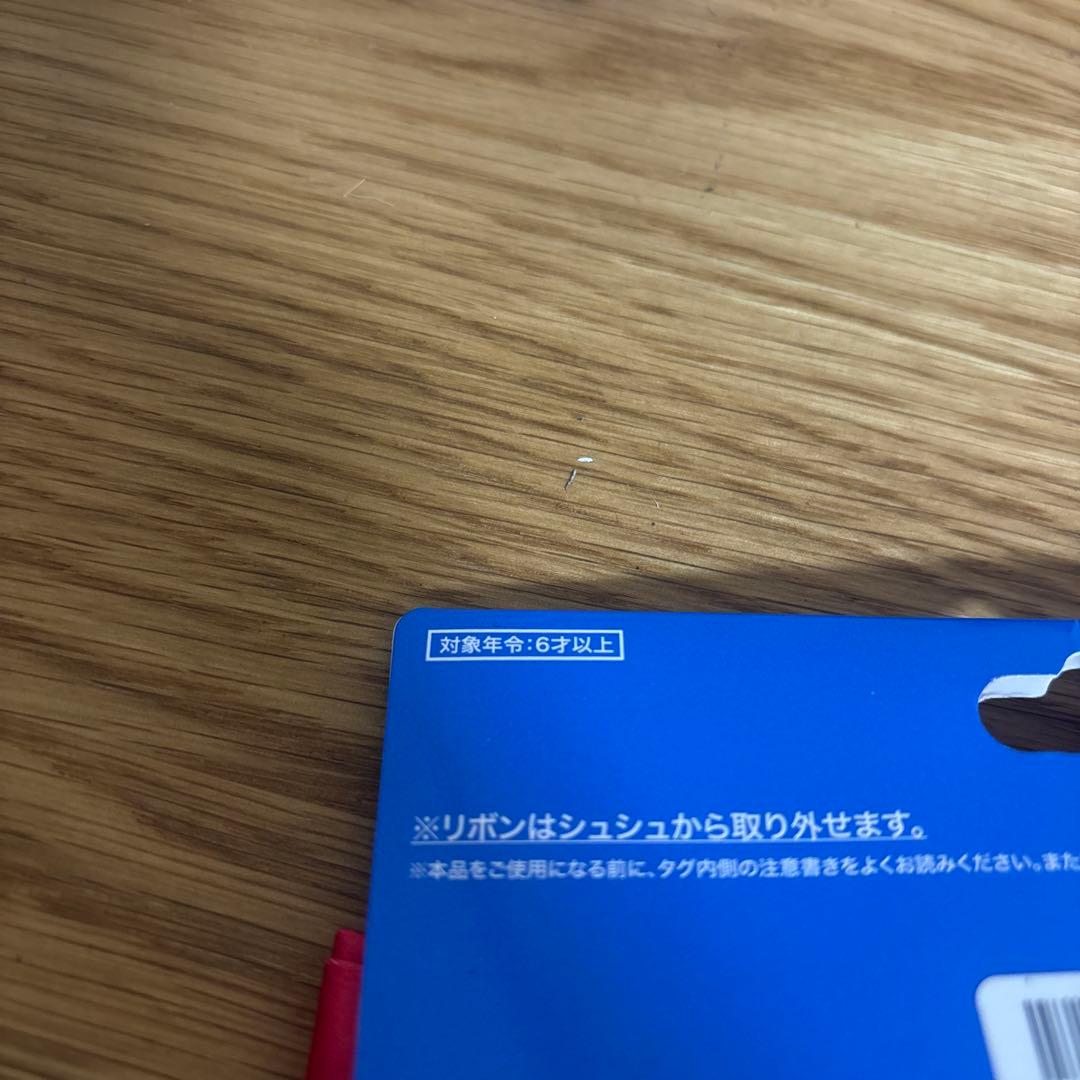 対象年令:6才以上
※リボンはシュシュから取り外せます。
※本品をご使用になる前に、タグ内側の注意書きをよくお読みください。また